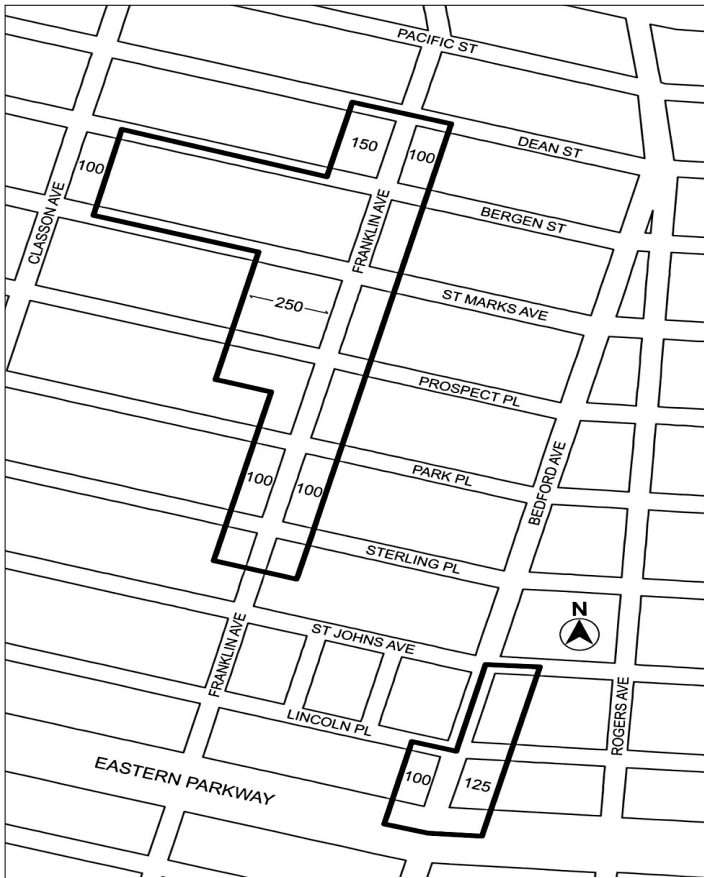 PACIFIC ST
150
DEAN ST
100
100
CLASSON AVE
FRANKLIN AVE
BERGEN ST
250
ST MARKS AVE
PROSPECT PL
PARK PL
BEDFORD AVE
100
100
STERLING PL
N
ST JOHNS AVE
FRANKLIN AVE
ROGERS AVE
LINCOLN PL
EASTERN PARKWAY
100
125